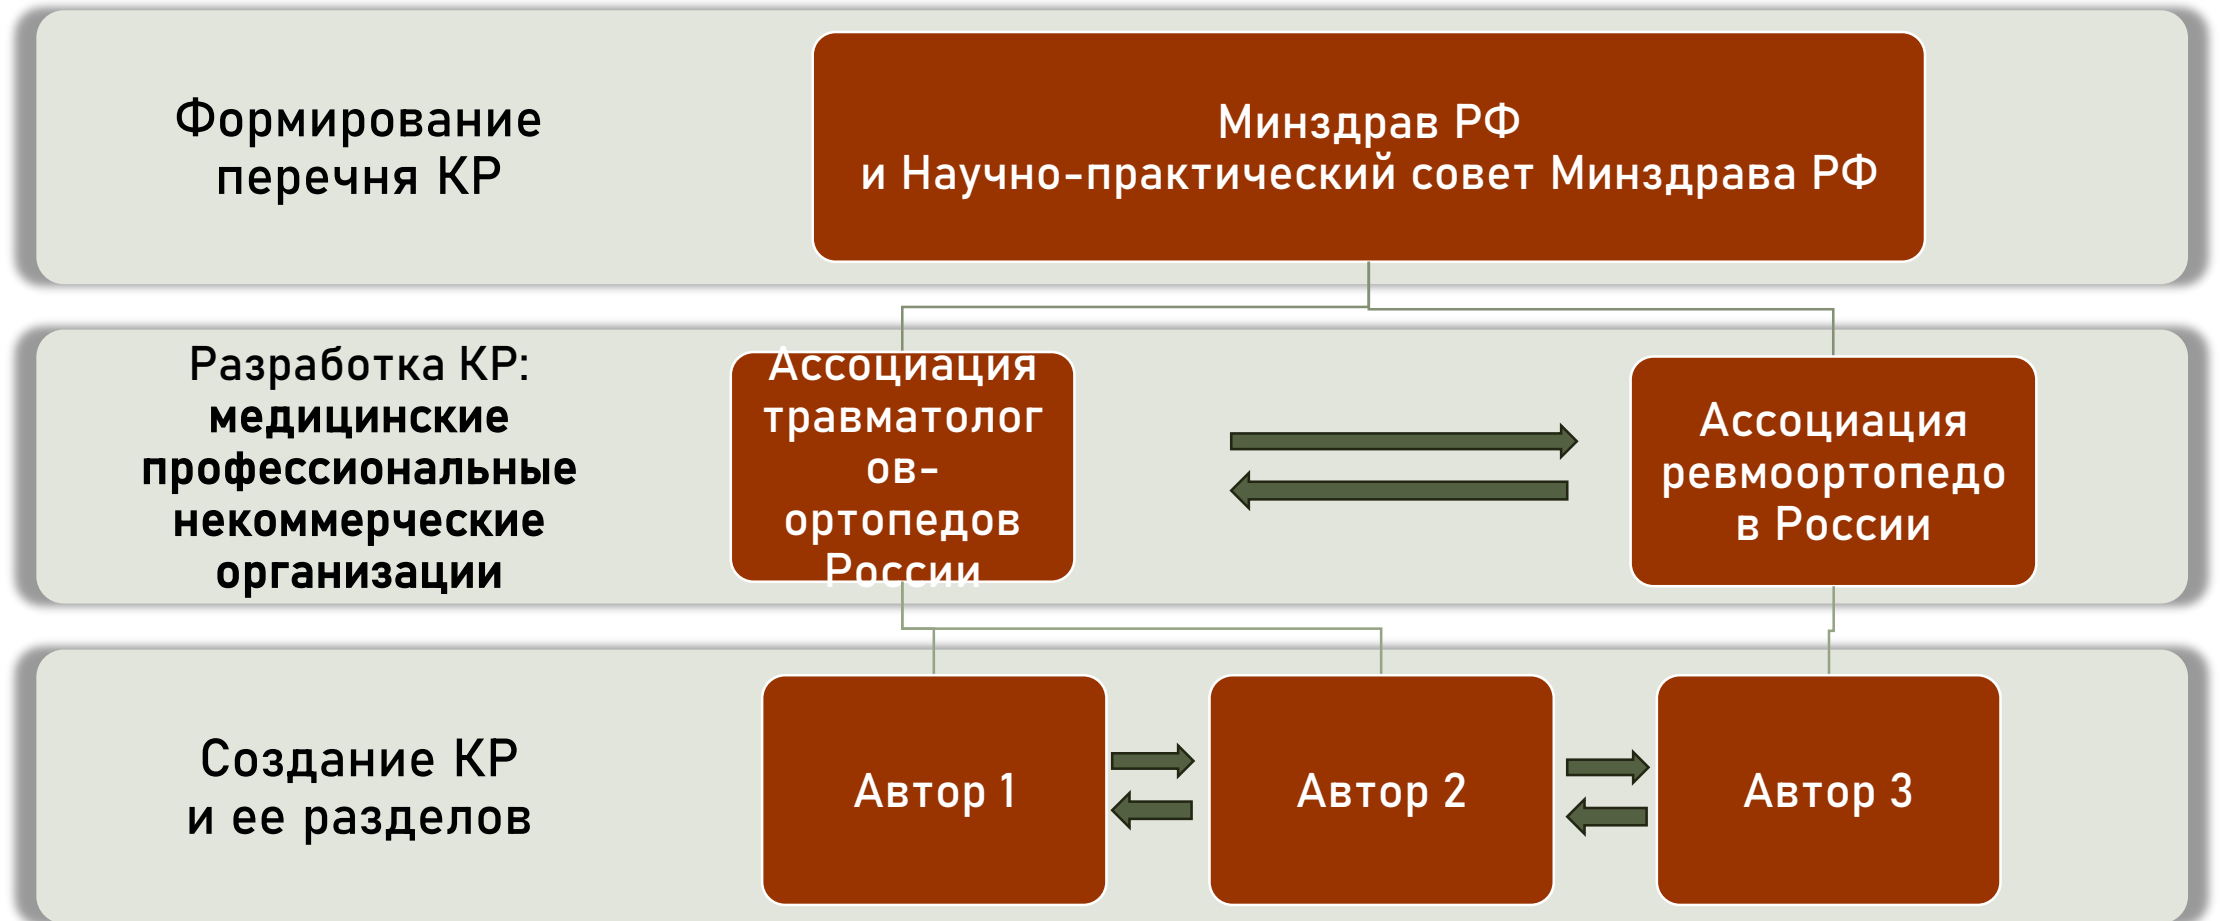 Формирование
перечня КР
Минздрав РФ
и Научно-практический совет Минздрава РФ
Разработка КР:
медицинские
профессиональные
некоммерческие
организации
Ассоциация
травматолог
ов-
ортопедов
России
Ассоциация
ревмоортопедо
в России
Создание КР
и ее разделов
Автор 1
Автор 2
Автор 3